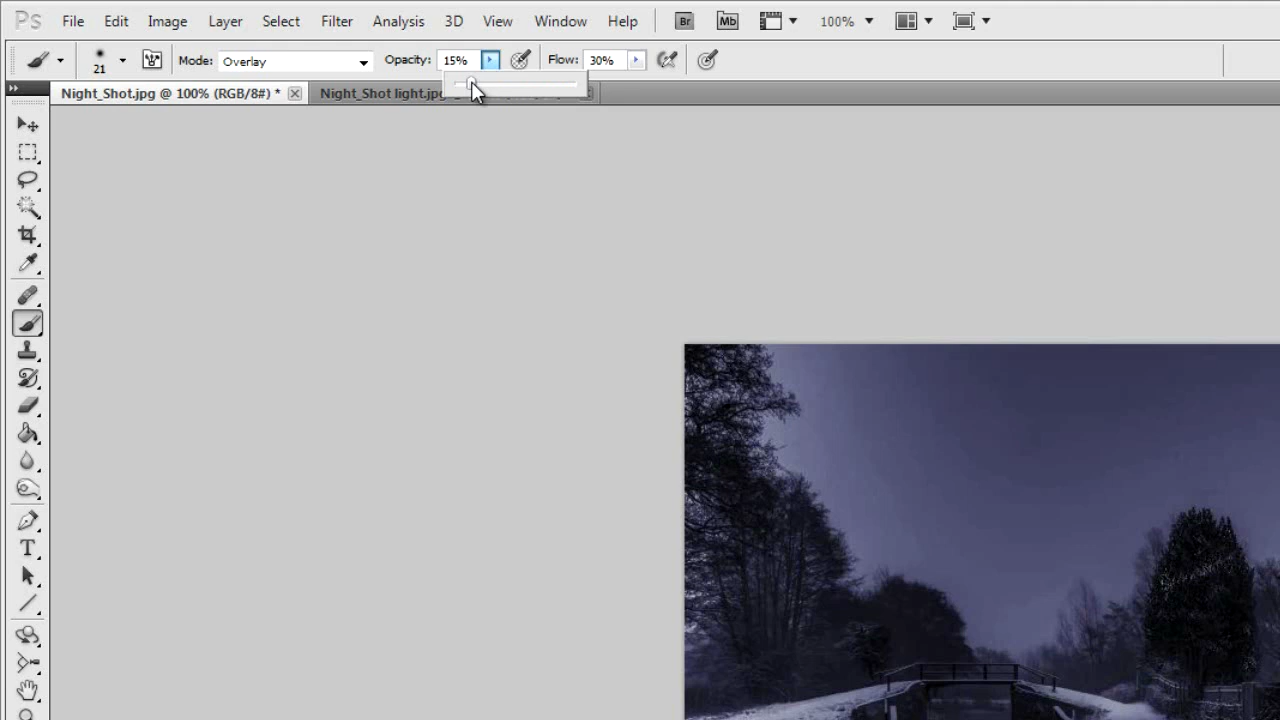 Ps File Edit Image Layer Select Filter Analysis 3D View Window Help Br Mb 100%
21 Mode: Overlay Opacity: 15% Flow: 30%
Night_Shot.jpg @ 100% (RGB/8#) * Night_Shot light.jpg
T